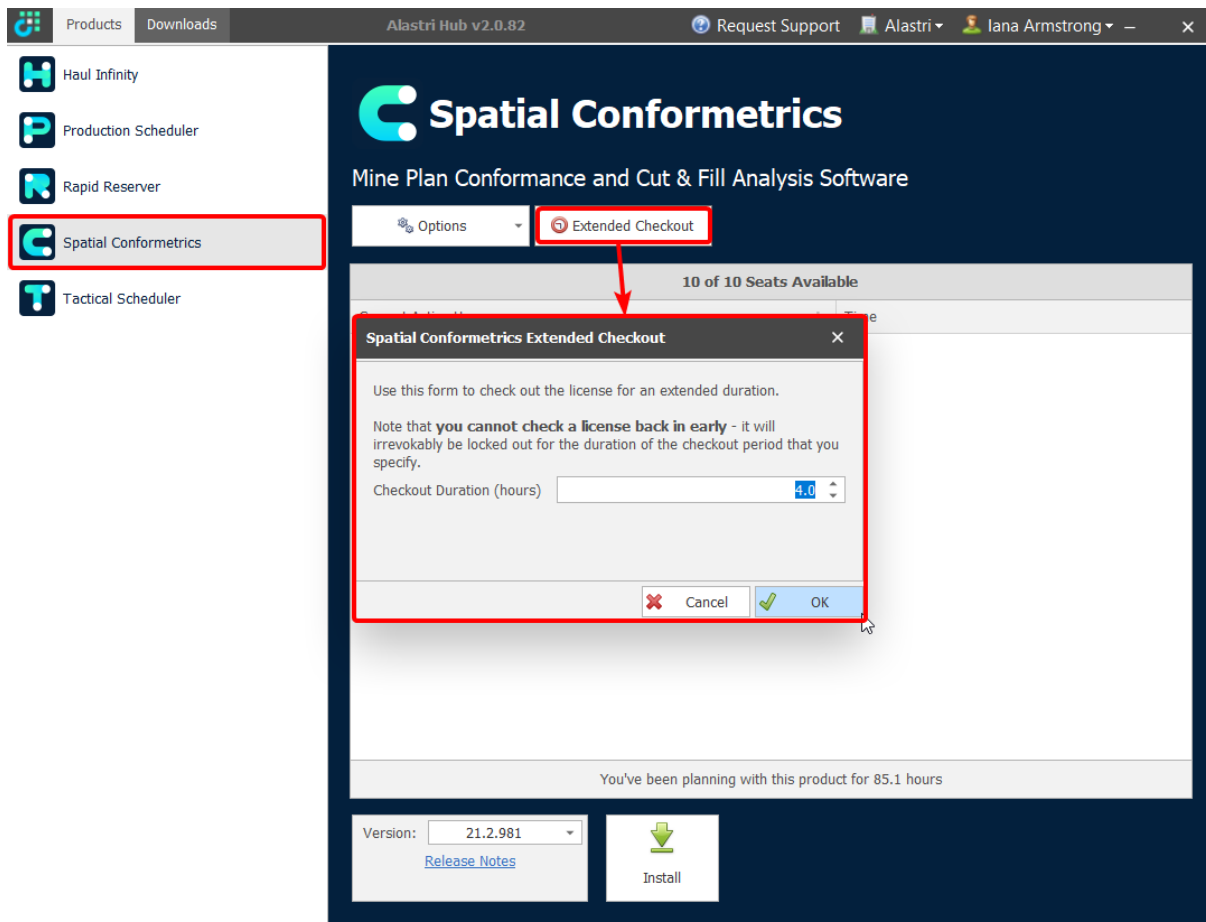 Products Downloads Alastri Hub v2.0.82 Request Support Alastri Iana Armstrong
Haul Infinity
Production Scheduler
Rapid Reserver
Spatial Conformetrics
Tactical Scheduler
Spatial Conformetrics
Mine Plan Conformance and Cut & Fill Analysis Software
Options Extended Checkout
10 of 10 Seats Available
Spatial Conformetrics Extended Checkout
Use this form to check out the license for an extended duration.
Note that you cannot check a license back in early - it will
irrevokably be locked out for the duration of the checkout period that you
specify.
Checkout Duration (hours) 4.0
Cancel OK
You've been planning with this product for 85.1 hours
Version: 21.2.981
Release Notes
Install